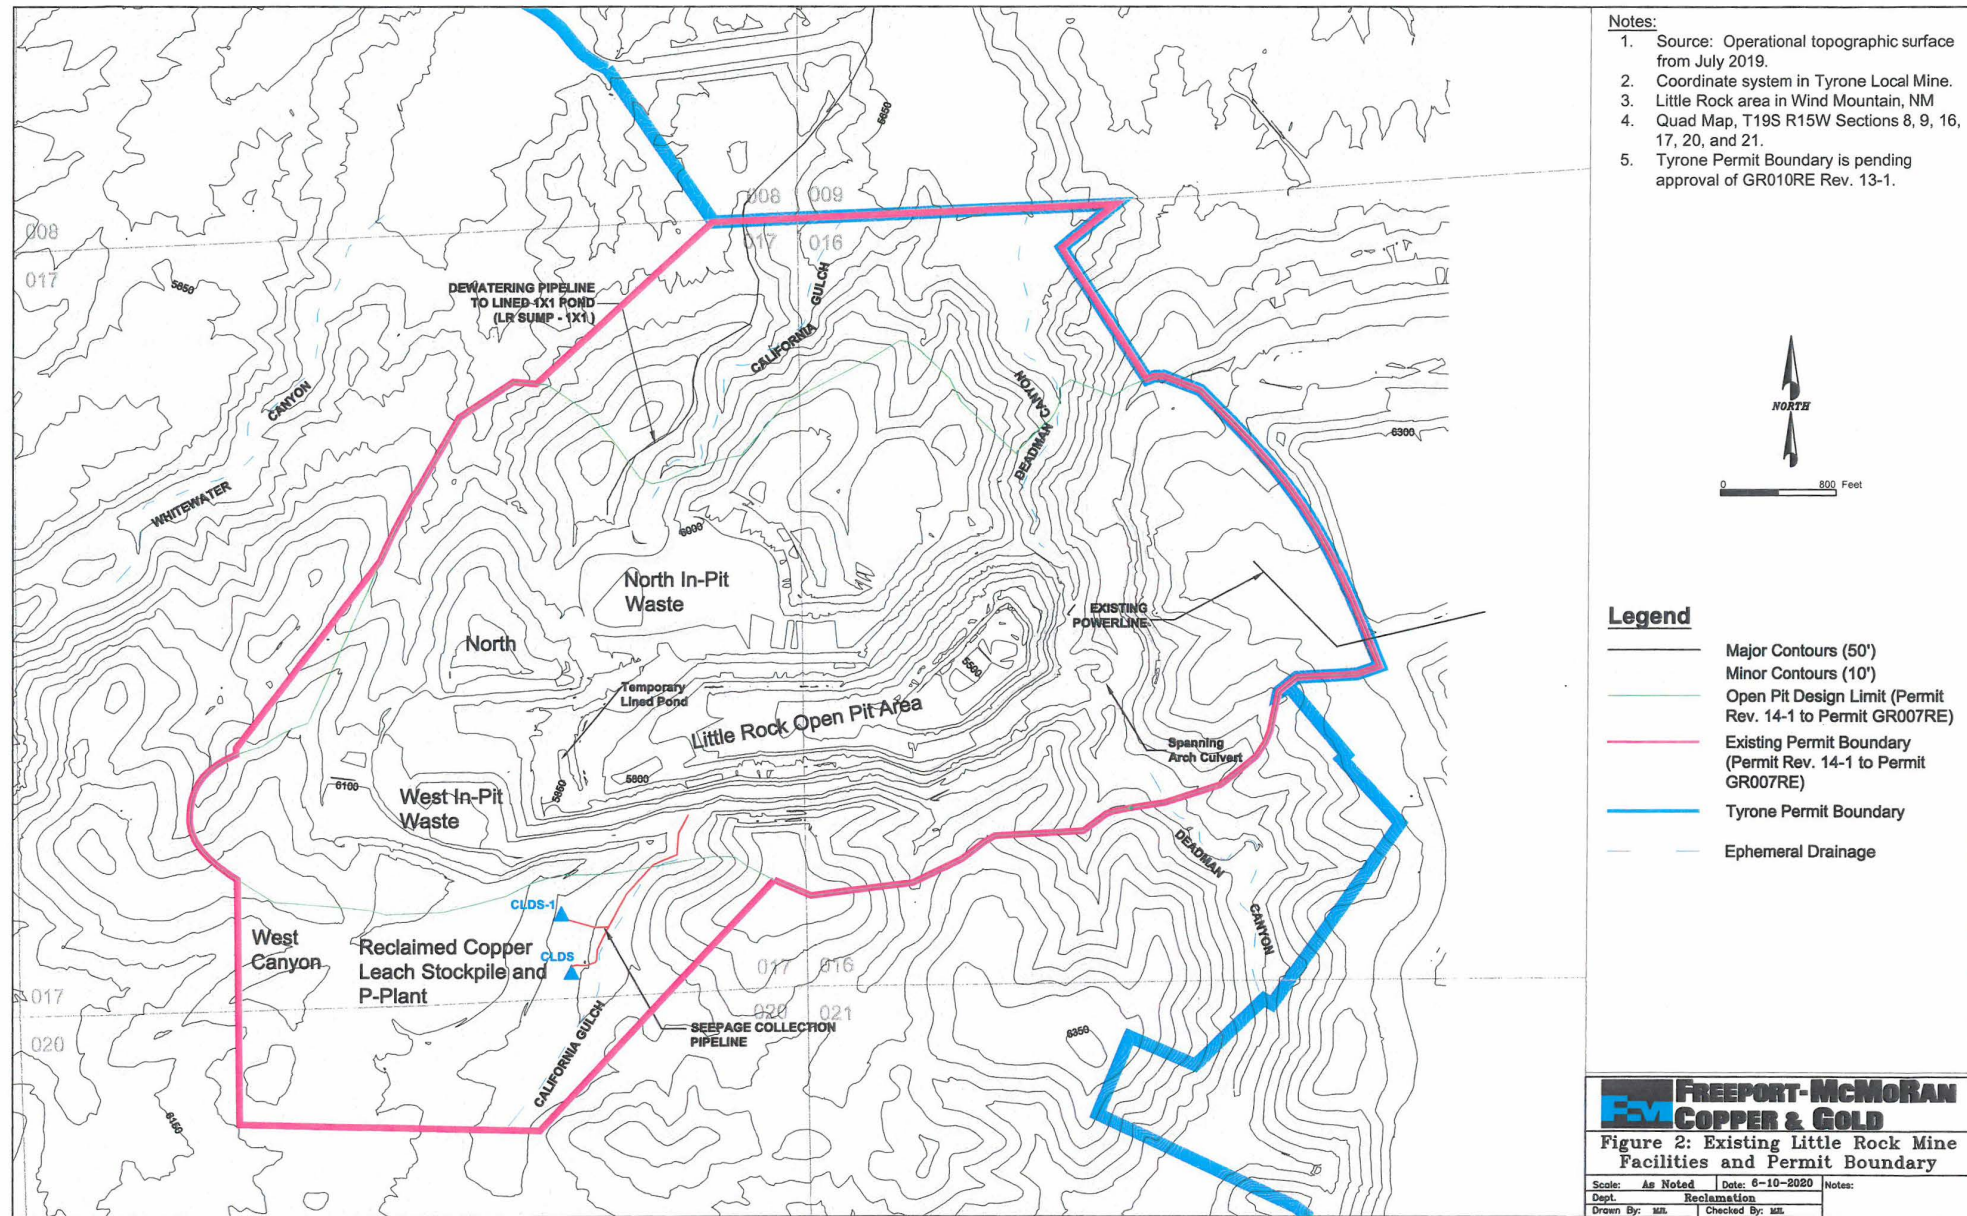 Notes:
1. Source: Operational topographic surface
from July 2019.
2. Coordinate system in Tyrone Local Mine.
3. Little Rock area in Wind Mountain, NM
4. Quad Map, T19S R15W Sections 8, 9, 16,
17, 20, and 21.
5. Tyrone Permit Boundary is pending
approval of GR010RE Rev. 13-1.
NORTH
0 800 Feet
Legend
Major Contours (50')
Minor Contours (10')
Open Pit Design Limit (Permit
Rev. 14-1 to Permit GR007RE)
Existing Permit Boundary
(Permit Rev. 14-1 to Permit
GR007RE)
Tyrone Permit Boundary
Ephemeral Drainage
FREEPORT-MCMORAN
COPPER & GOLD
Figure 2: Existing Little Rock Mine
Facilities and Permit Boundary
Scale: As Noted Date: 6-10-2020 Notes:
Dept. Reclamation
Drawn By: Checked By:
5650
008 009
017 016
008
017
5650
DEWATERING PIPELINE
TO LINED 1X1 POND
(LR SUMP - 1X1)
CALIFORNIA
GULCH
CANYON
WHITEWATER
DEADMAN CANYON
6300
6000
North In-Pit
Waste
North
EXISTING
POWERLINE
5500
Temporary
Lined Pond
Little Rock Open Pit Area
Spanning
Arch Culvert
6100
5850
5800
West In-Pit
Waste
DEADMAN
CANYON
CLDS-1
CLDS
West
Canyon
Reclaimed Copper
Leach Stockpile and
P-Plant
017 016
020 021
017
020
SEEPAGE COLLECTION
PIPELINE
CALIFORNIA GULCH
6350
6150